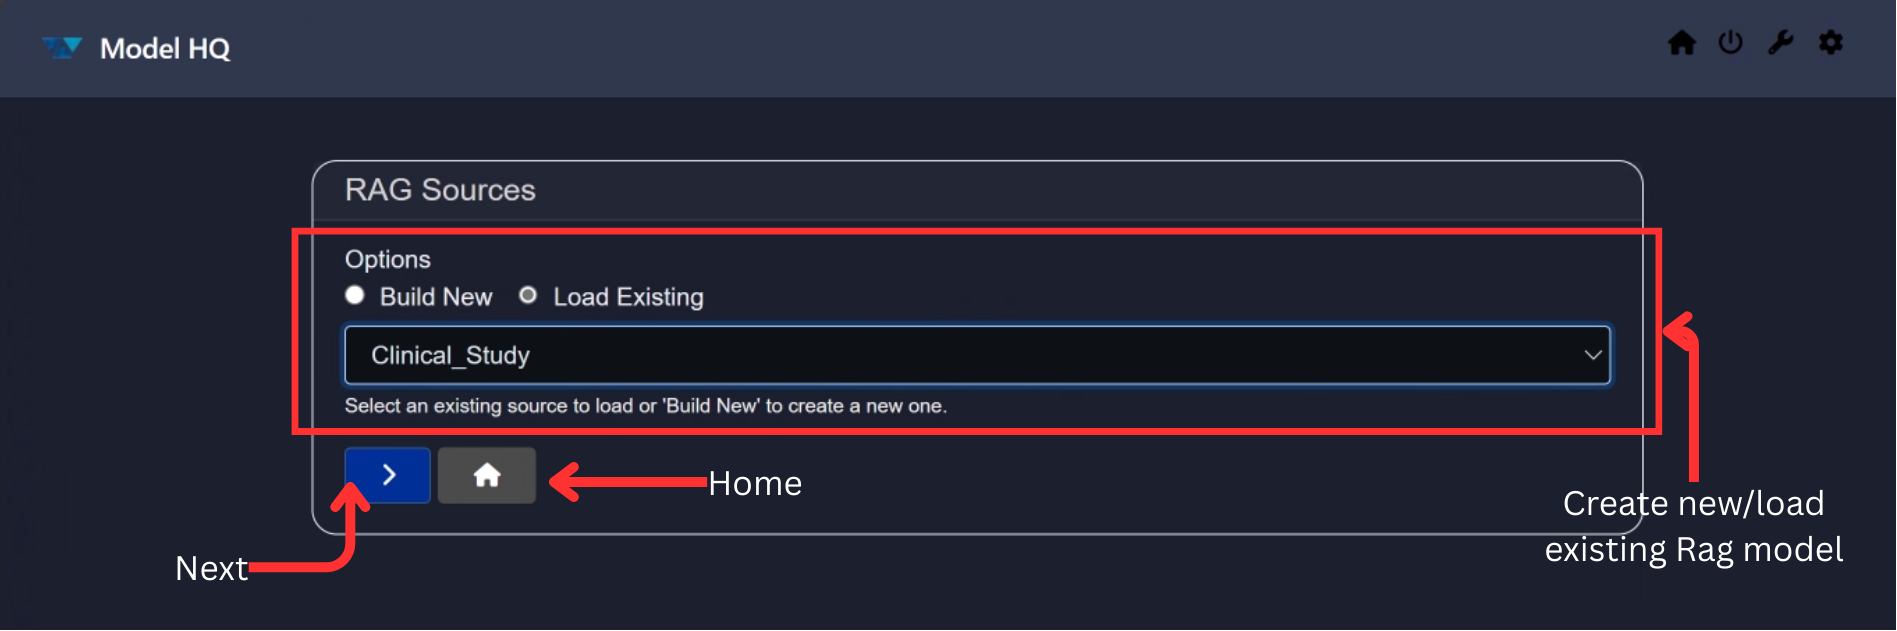 Model HQ
RAG Sources
Options
Build New Load Existing
Clinical_Study
Select an existing source to load or 'Build New' to create a new one.
Home
Create new/load
existing Rag model
Next